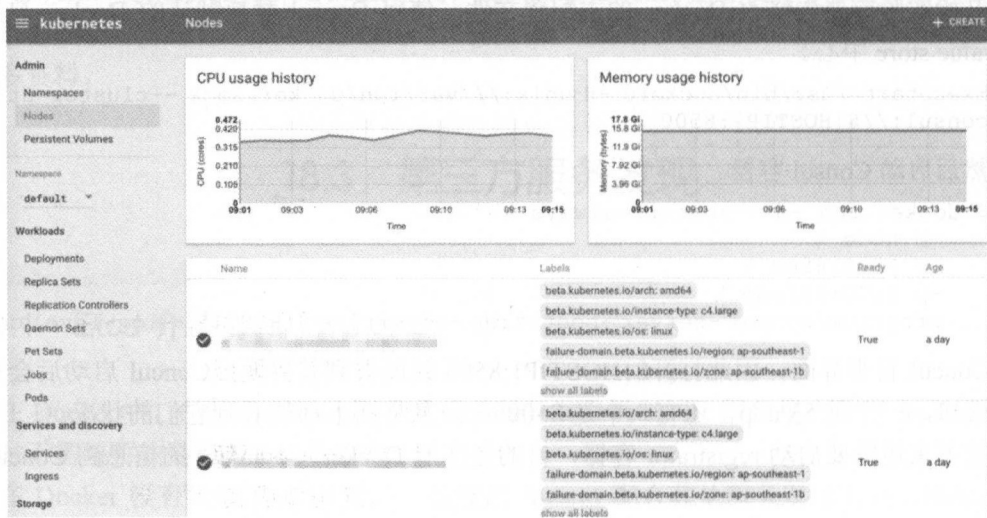 kubernetes
Nodes
+ CREATE
Admin
Namespaces
Nodes
Persistent Volumes
Namespace
default
Workloads
Deployments
Replica Sets
Replication Controllers
Daemon Sets
Pet Sets
Jobs
Pods
Services and discovery
Services
Ingress
Storage
CPU usage history
CPU (cores)
0.472
0.420
0.315
0.210
0.105
0
09:01 09:03 09:06 09:10 09:13 09:15
Time
Memory usage history
Memory (bytes)
17.8 Gi
15.8 Gi
11.9 Gi
7.92 Gi
3.96 Gi
0
09:01 09:03 09:06 09:10 09:13 09:15
Time
Name Labels Ready Age
beta.kubernetes.io/arch: amd64
beta.kubernetes.io/instance-type: c4.large
beta.kubernetes.io/os: linux
failure-domain.beta.kubernetes.io/region: ap-southeast-1
failure-domain.beta.kubernetes.io/zone: ap-southeast-1b
show all labels
True a day
beta.kubernetes.io/arch: amd64
beta.kubernetes.io/instance-type: c4.large
beta.kubernetes.io/os: linux
failure-domain.beta.kubernetes.io/region: ap-southeast-1
failure-domain.beta.kubernetes.io/zone: ap-southeast-1b
show all labels
True a day